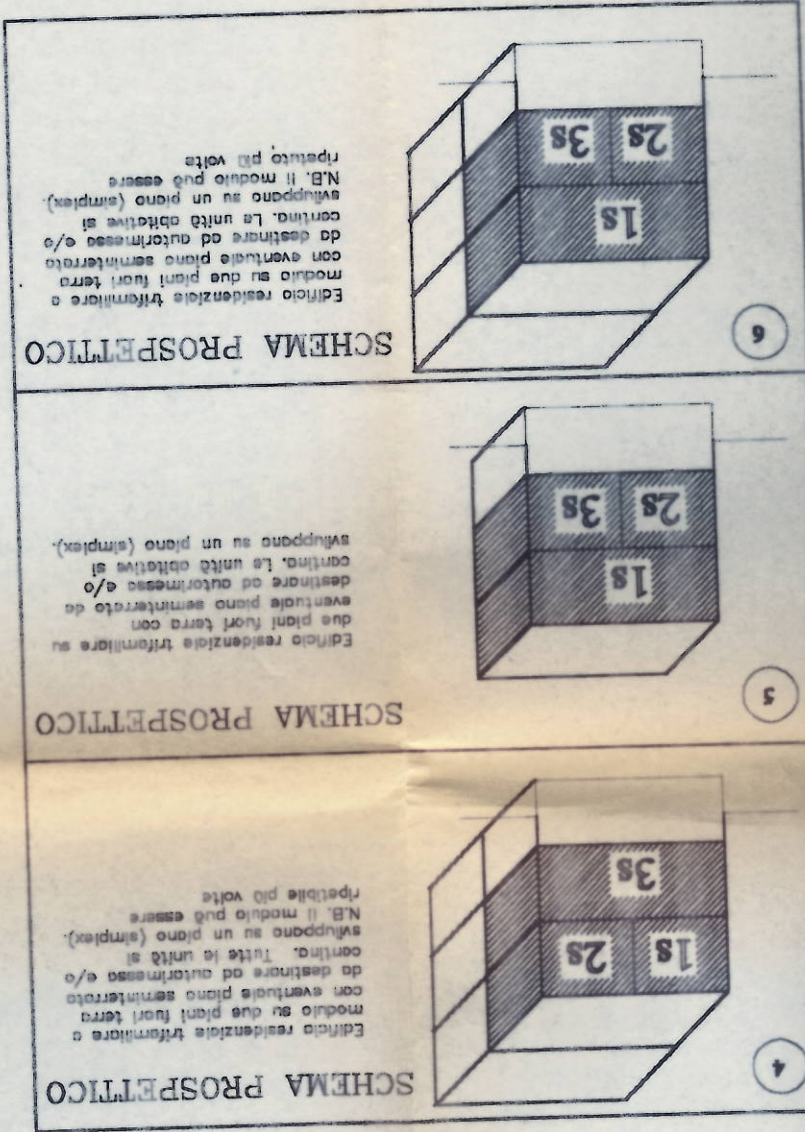 4
SCHEMA PROSPETTICO
Edificio residenziale trifamiliare a
modulo su due piani fuori terra
con eventuale piano seminterrato
da destinare ad autorimessa e/o
cantina. Tutte le unità si
sviluppano su un piano (simplex).
N.B. il modulo può essere
ripetibile più volte
1s
2s
3s
5
SCHEMA PROSPETTICO
Edificio residenziale trifamiliare su
due piani fuori terra con
eventuale piano seminterrato da
destinare ad autorimessa e/o
cantina. Le unità abitative si
sviluppano su un piano (simplex).
1s
2s
3s
6
SCHEMA PROSPETTICO
Edificio residenziale trifamiliare a
modulo su due piani fuori terra
con eventuale piano seminterrato
da destinare ad autorimessa e/o
cantina. Le unità abitative si
sviluppano su un piano (simplex).
N.B. il modulo può essere
ripetuto più volte
1s
2s
3s